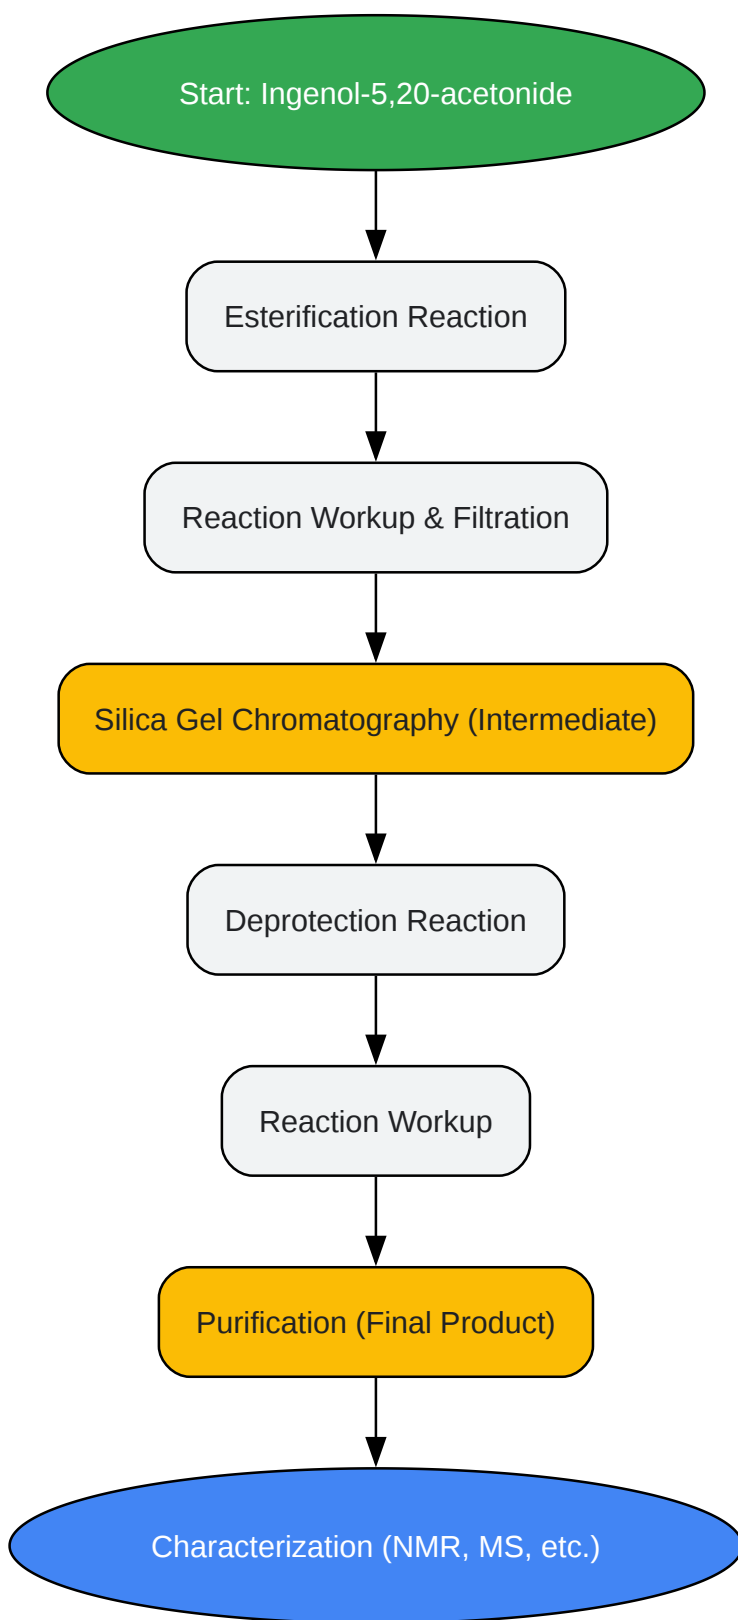 Start: Ingenol-5,20-acetonide
Esterification Reaction
Reaction Workup & Filtration
Silica Gel Chromatography (Intermediate)
Deprotection Reaction
Reaction Workup
Purification (Final Product)
Characterization (NMR, MS, etc.)